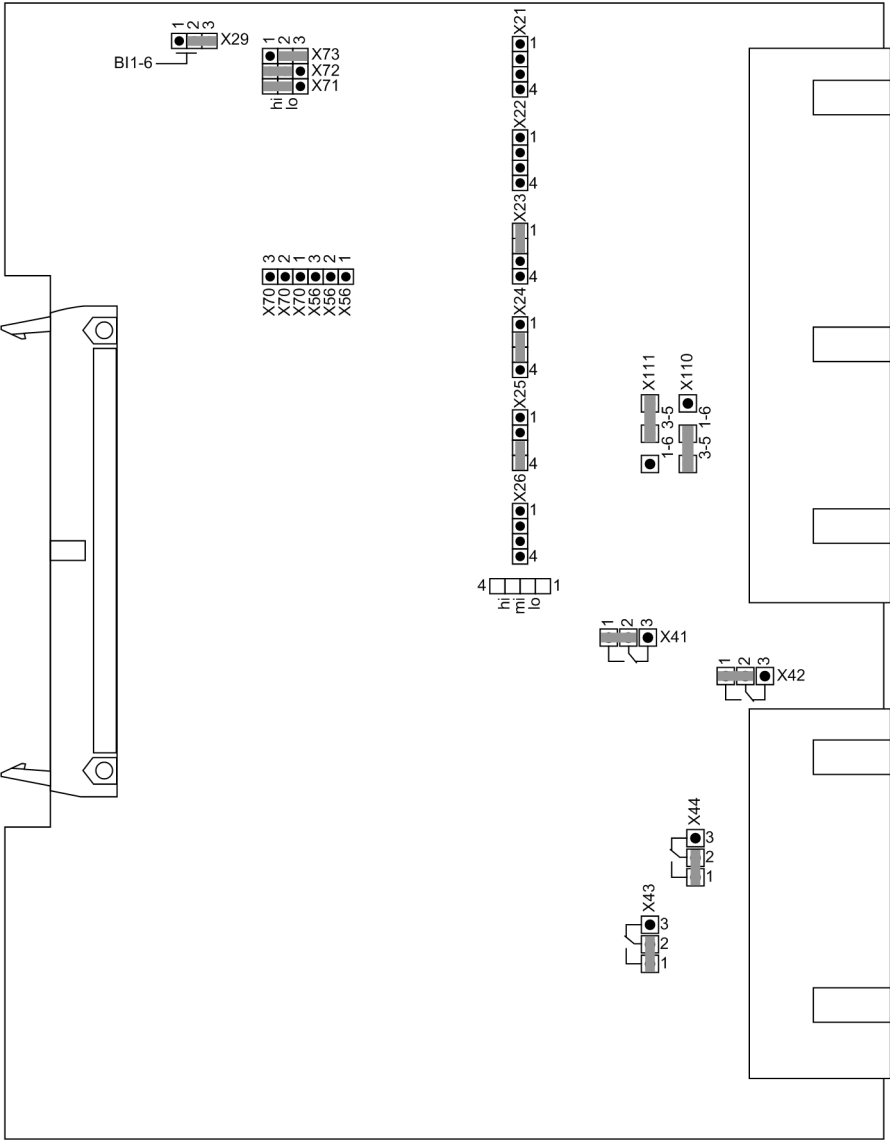 1 2 3
X29
BI1-6
1 2 3
X73
X72
X71
hi
lo
X21
1
4
X22
1
4
X23
1
4
X24
1
4
X25
1
4
X26
1
4
4
1
hi
mi
lo
3 2 1 3 2 1
X70
X70
X70
X56
X56
X56
X111
X110
1-6 3-5
3-5 1-6
1 2 3
X41
1 2 3
X42
X44
3
2
1
X43
3
2
1